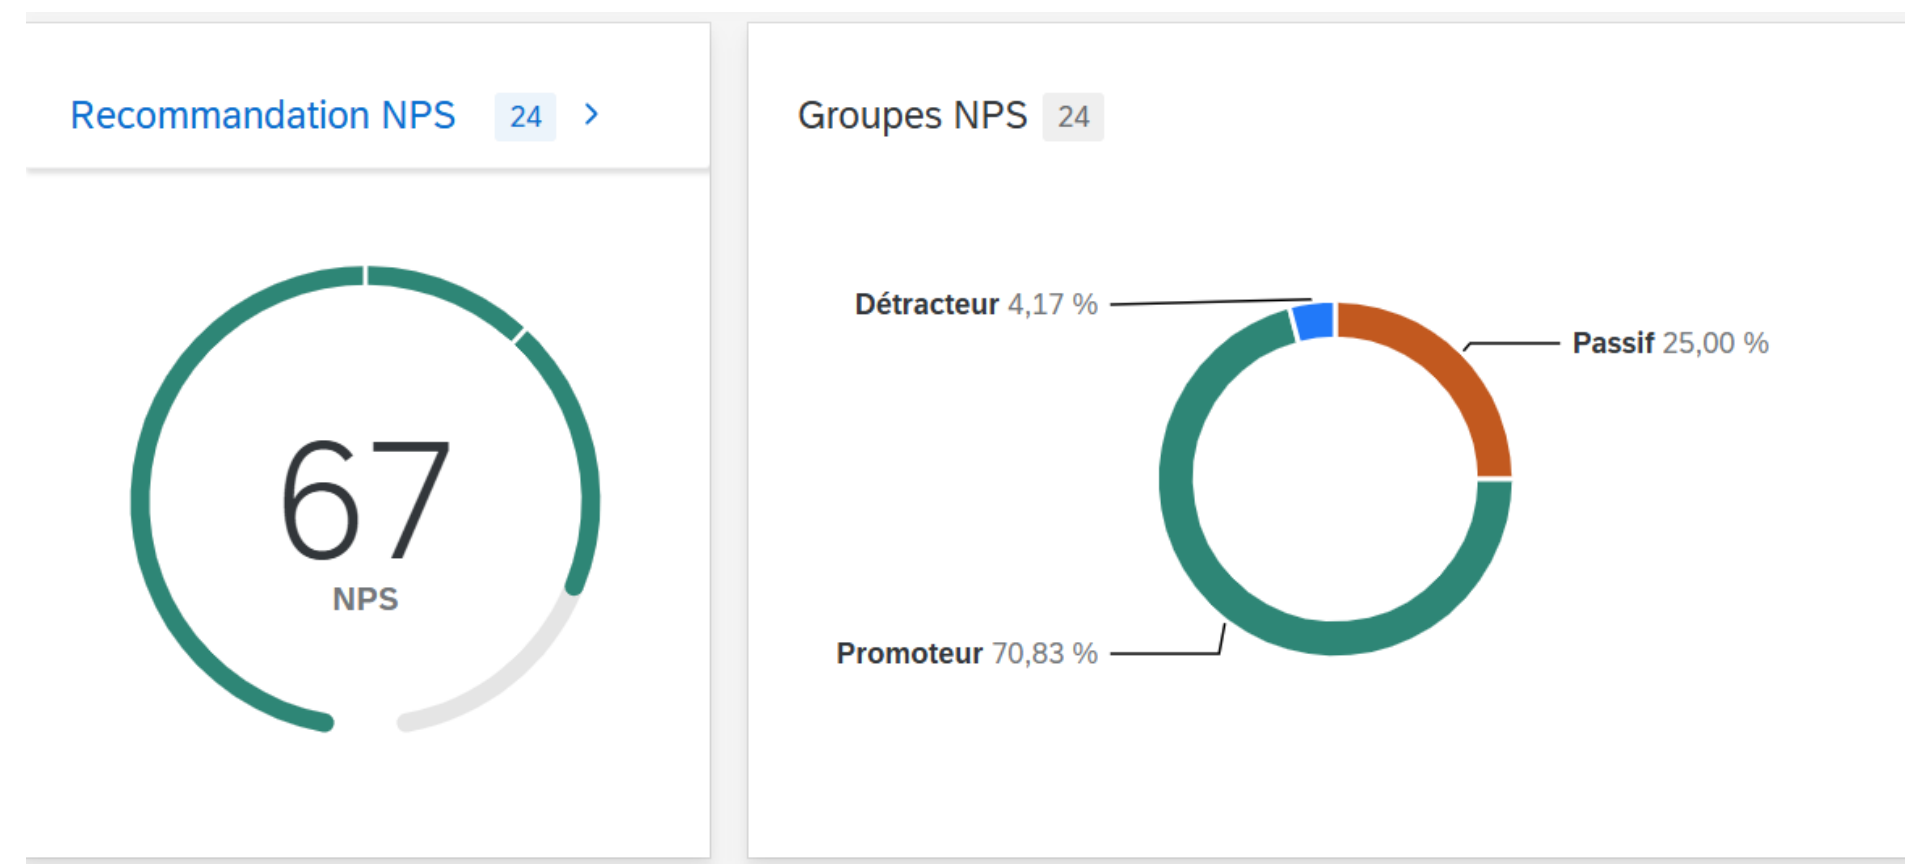 Recommandation NPS 24
67
NPS
Groupes NPS 24
Détracteur 4,17 %
Passif 25,00 %
Promoteur 70,83 %